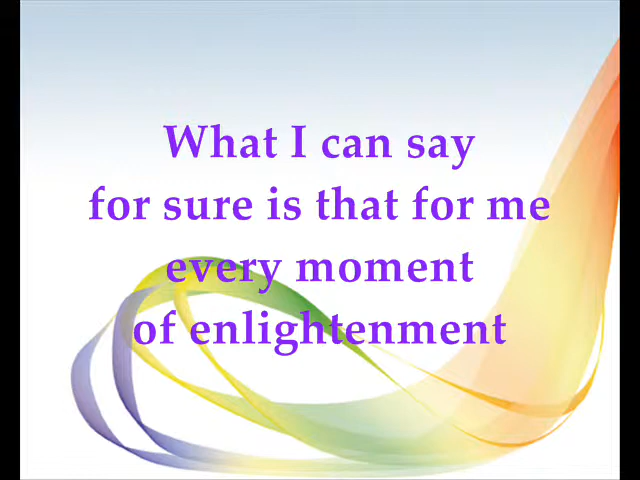 What I can say
for sure is that for me
every moment
of enlightenment